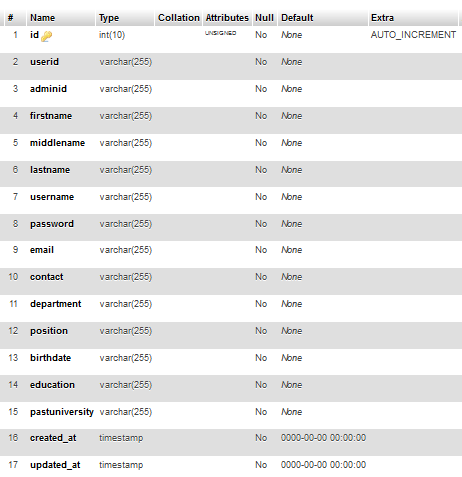 # Name Type Collation Attributes Null Default Extra
1 id int(10) UNSIGNED No None AUTO_INCREMENT
2 userid varchar(255) No None
3 adminid varchar(255) No None
4 firstname varchar(255) No None
5 middlename varchar(255) No None
6 lastname varchar(255) No None
7 username varchar(255) No None
8 password varchar(255) No None
9 email varchar(255) No None
10 contact varchar(255) No None
11 department varchar(255) No None
12 position varchar(255) No None
13 birthdate varchar(255) No None
14 education varchar(255) No None
15 pastuniversity varchar(255) No None
16 created_at timestamp No 0000-00-00 00:00:00
17 updated_at timestamp No 0000-00-00 00:00:00